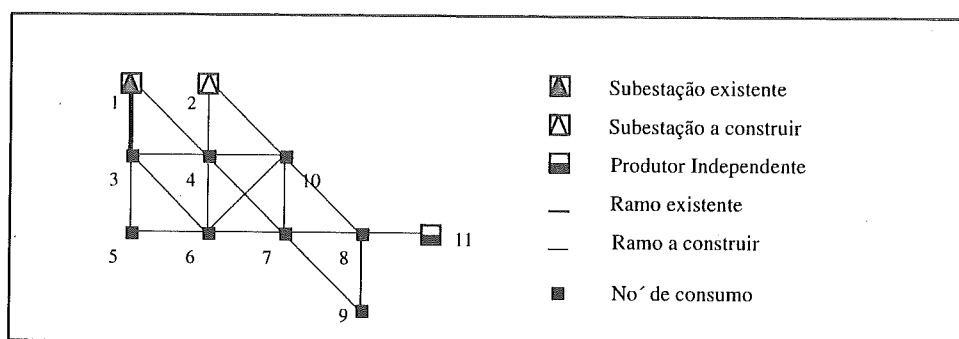 1
2
3
4
10
5
6
7
8
9
11
Subestação existente
Subestação a construir
Produtor Independente
Ramo existente
Ramo a construir
No´ de consumo